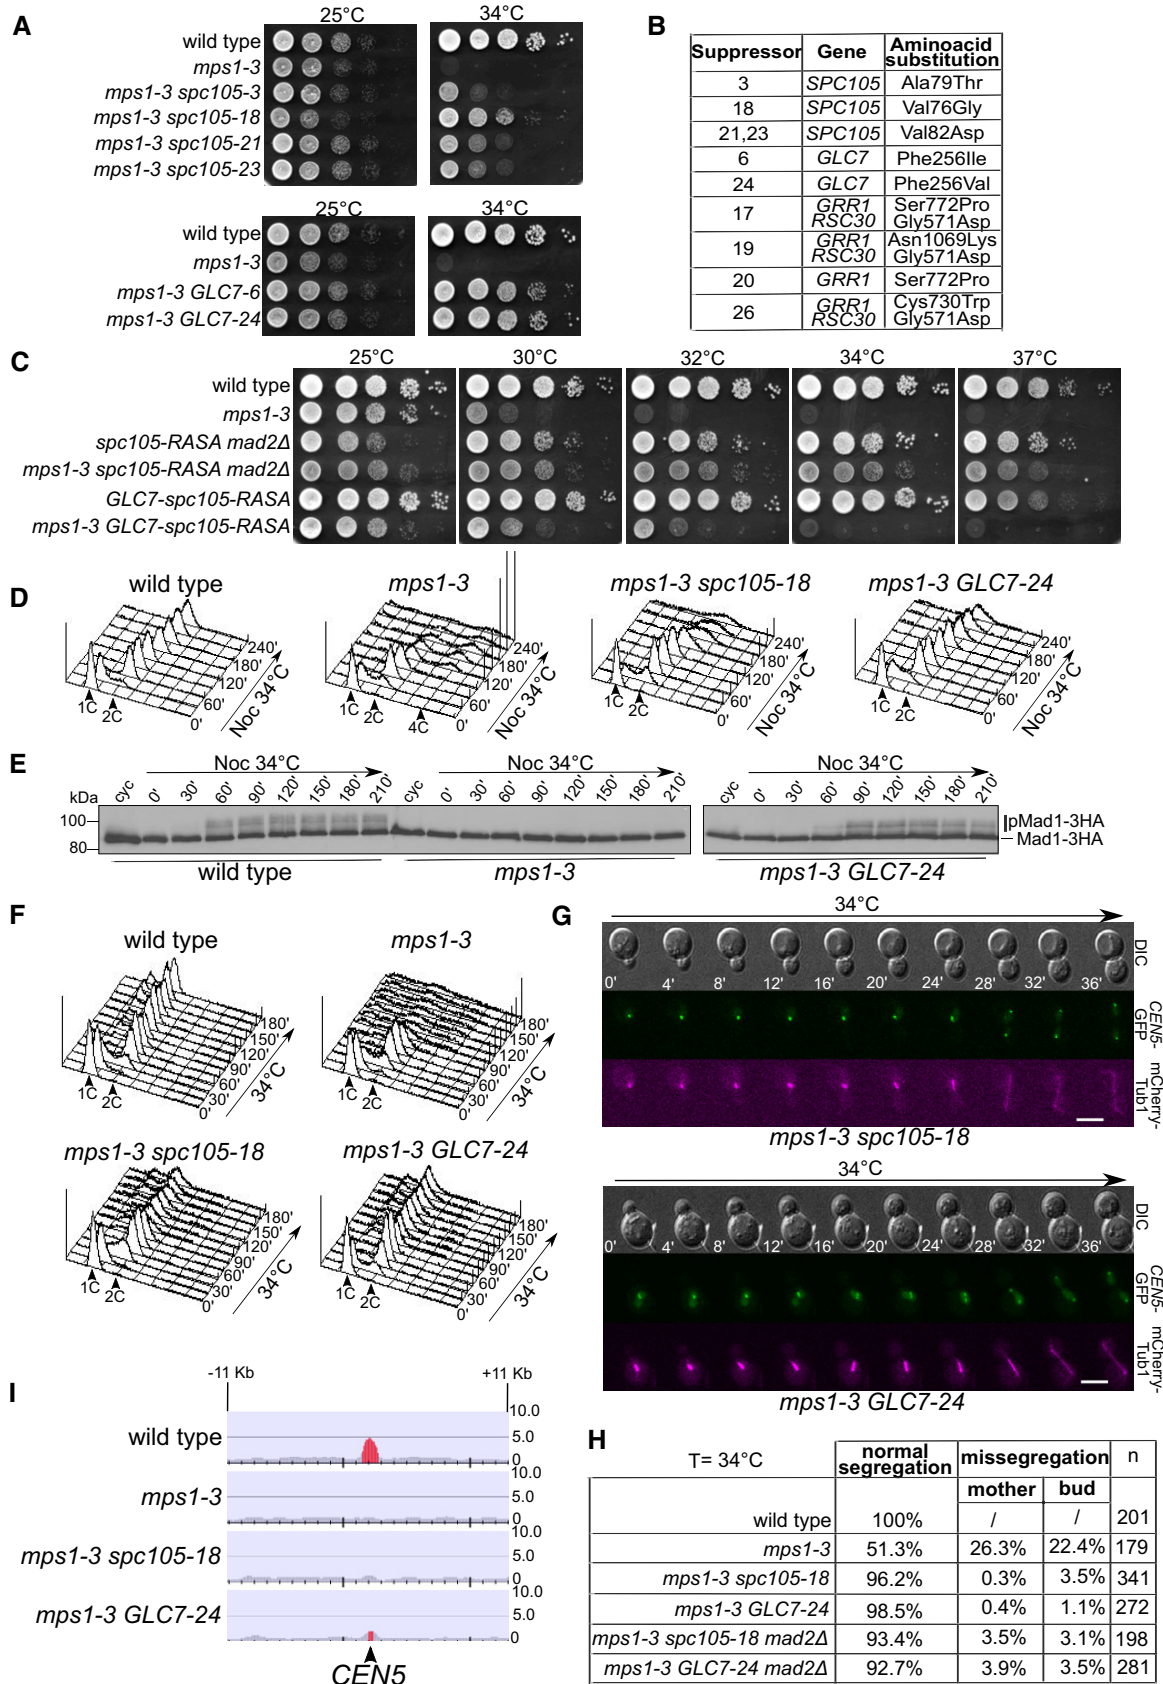 A
25°C
34°C
wild type
mps1-3
mps1-3 spc105-3
mps1-3 spc105-18
mps1-3 spc105-21
mps1-3 spc105-23
25°C
34°C
wild type
mps1-3
mps1-3 GLC7-6
mps1-3 GLC7-24
B
Suppressor Gene Aminoacid substitution
3 SPC105 Ala79Thr
18 SPC105 Val76Gly
21,23 SPC105 Val82Asp
6 GLC7 Phe256Ile
24 GLC7 Phe256Val
17 GRR1 Ser772Pro
RSC30 Gly571Asp
19 GRR1 Asn1069Lys
RSC30 Gly571Asp
20 GRR1 Ser772Pro
26 GRR1 Cys730Trp
RSC30 Gly571Asp
C
25°C 30°C 32°C 34°C 37°C
wild type
mps1-3
spc105-RASA mad2Δ
mps1-3 spc105-RASA mad2Δ
GLC7-spc105-RASA
mps1-3 GLC7-spc105-RASA
D
wild type
1C 2C
0' 60' 120' 180' 240'
Noc 34°C
mps1-3
1C 2C 4C
0' 60' 120' 180' 240'
Noc 34°C
mps1-3 spc105-18
1C 2C
0' 60' 120' 180' 240'
Noc 34°C
mps1-3 GLC7-24
1C 2C
0' 60' 120' 180' 240'
Noc 34°C
E
Noc 34°C Noc 34°C Noc 34°C
kDa
cyc 0' 30' 60' 90' 120' 150' 180' 210' cyc 0' 30' 60' 90' 120' 150' 180' 210' cyc 0' 30' 60' 90' 120' 150' 180' 210'
100
80
pMad1-3HA
Mad1-3HA
wild type mps1-3 mps1-3 GLC7-24
F
wild type
1C 2C
0' 30' 60' 90' 120' 150' 180'
34°C
mps1-3
1C 2C
0' 30' 60' 90' 120' 150' 180'
34°C
mps1-3 spc105-18
1C 2C
0' 30' 60' 90' 120' 150' 180'
34°C
mps1-3 GLC7-24
1C 2C
0' 30' 60' 90' 120' 150' 180'
34°C
G
34°C
0' 4' 8' 12' 16' 20' 24' 28' 32' 36'
DIC
CEN5-GFP
mCherry-Tub1
mps1-3 spc105-18
34°C
0' 4' 8' 12' 16' 20' 24' 28' 32' 36'
DIC
CEN5-GFP
mCherry-Tub1
mps1-3 GLC7-24
H
T= 34°C normal segregation missegregation n
mother bud
wild type 100% / / 201
mps1-3 51.3% 26.3% 22.4% 179
mps1-3 spc105-18 96.2% 0.3% 3.5% 341
mps1-3 GLC7-24 98.5% 0.4% 1.1% 272
mps1-3 spc105-18 mad2Δ 93.4% 3.5% 3.1% 198
mps1-3 GLC7-24 mad2Δ 92.7% 3.9% 3.5% 281
I
-11 Kb +11 Kb
wild type
10.0
5.0
0
mps1-3
10.0
5.0
0
mps1-3 spc105-18
10.0
5.0
0
mps1-3 GLC7-24
10.0
5.0
0
CEN5